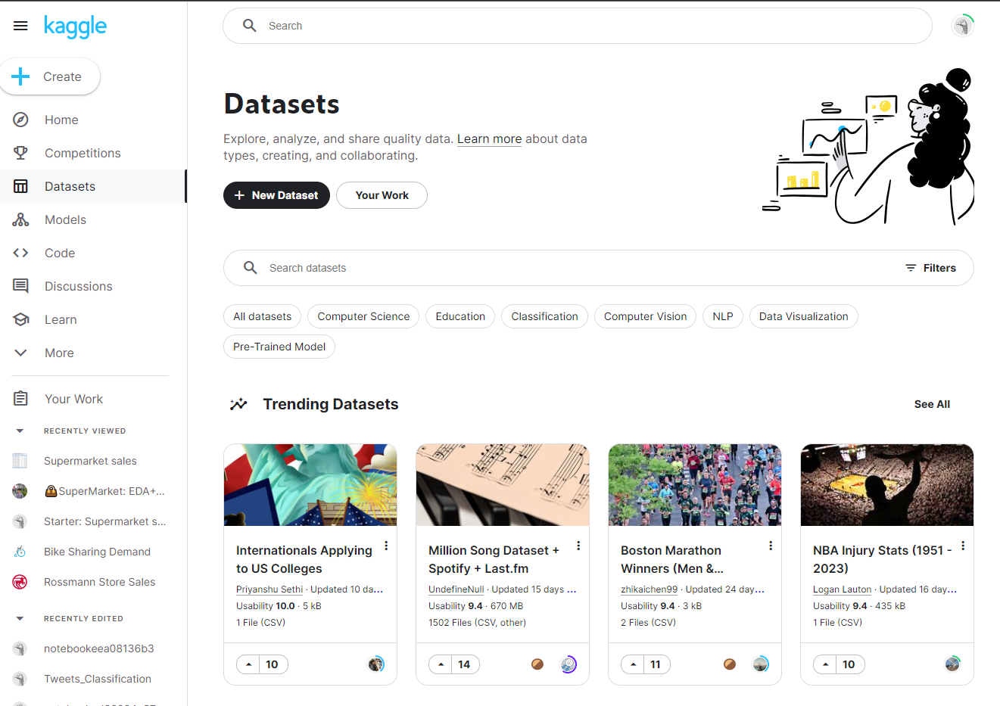 kaggle
Search
Create
Home
Competitions
Datasets
Models
Code
Discussions
Learn
More
Your Work
RECENTLY VIEWED
Supermarket sales
SuperMarket: EDA+...
Starter: Supermarket s...
Bike Sharing Demand
Rossmann Store Sales
RECENTLY EDITED
notebookeea08136b3
Tweets_Classification
Datasets
Explore, analyze, and share quality data. Learn more about data
types, creating, and collaborating.
+ New Dataset
Your Work
Search datasets
Filters
All datasets
Computer Science
Education
Classification
Computer Vision
NLP
Data Visualization
Pre-Trained Model
Trending Datasets
See All
Internationals Applying
to US Colleges
Priyanshu Sethi · Updated 10 da...
Usability 10.0 · 5 kB
1 File (CSV)
10
Million Song Dataset +
Spotify + Last.fm
UndefineNull · Updated 15 days ...
Usability 9.4 · 670 MB
1502 Files (CSV, other)
14
Boston Marathon
Winners (Men &...
zhikaichen99 · Updated 24 day...
Usability 9.4 · 3 kB
2 Files (CSV)
11
NBA Injury Stats (1951 -
2023)
Logan Lauton · Updated 16 day...
Usability 9.4 · 435 kB
1 File (CSV)
10